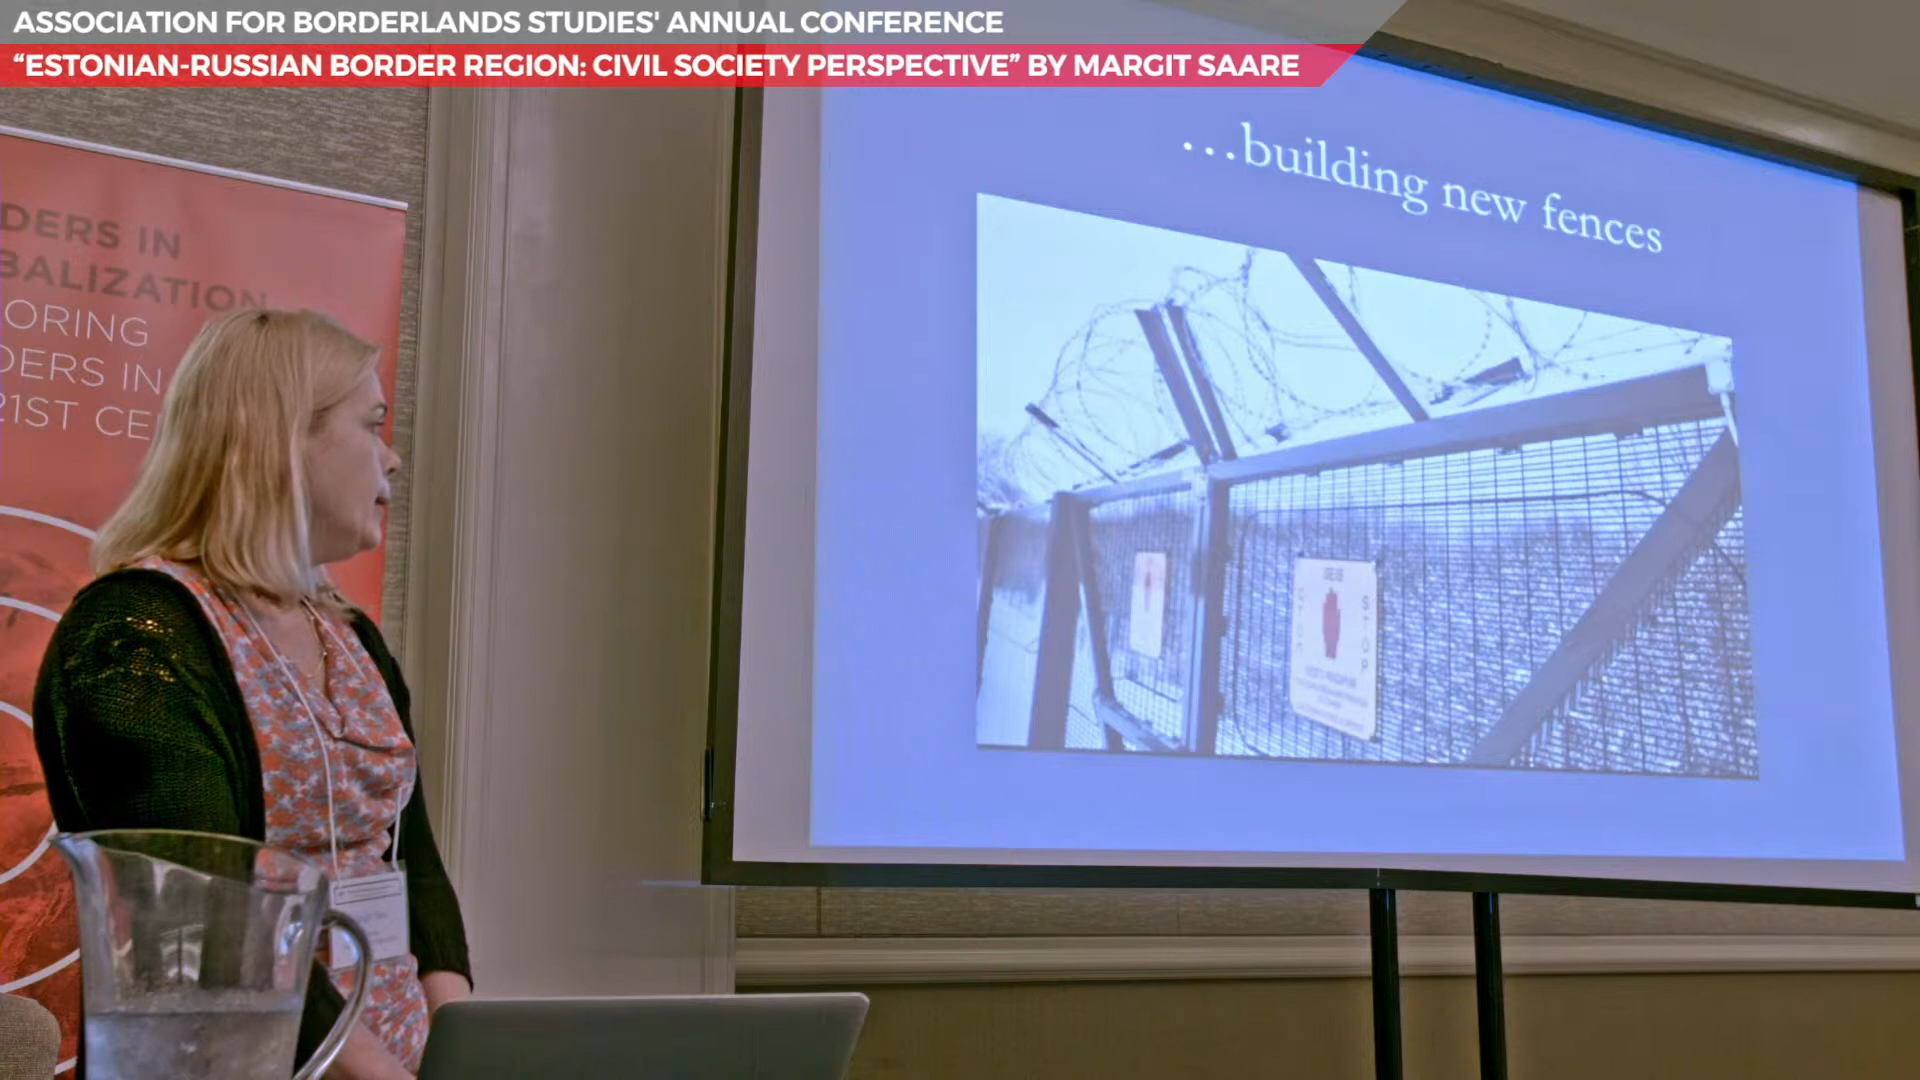 ASSOCIATION FOR BORDERLANDS STUDIES' ANNUAL CONFERENCE
“ESTONIAN-RUSSIAN BORDER REGION: CIVIL SOCIETY PERSPECTIVE” BY MARGIT SAARE
...building new fences
DERS IN
BALIZATION
ORING
DERS IN
21ST CE
STOP